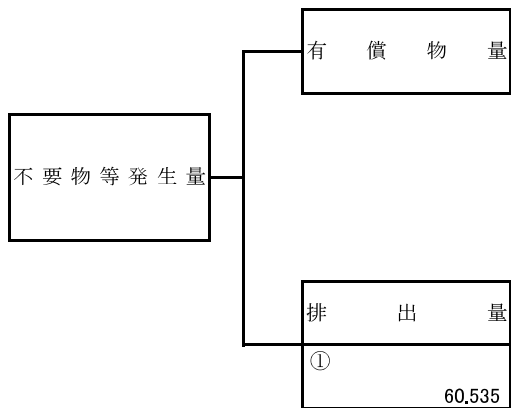 有償物量
不要物等発生量
排出量
①
60.535